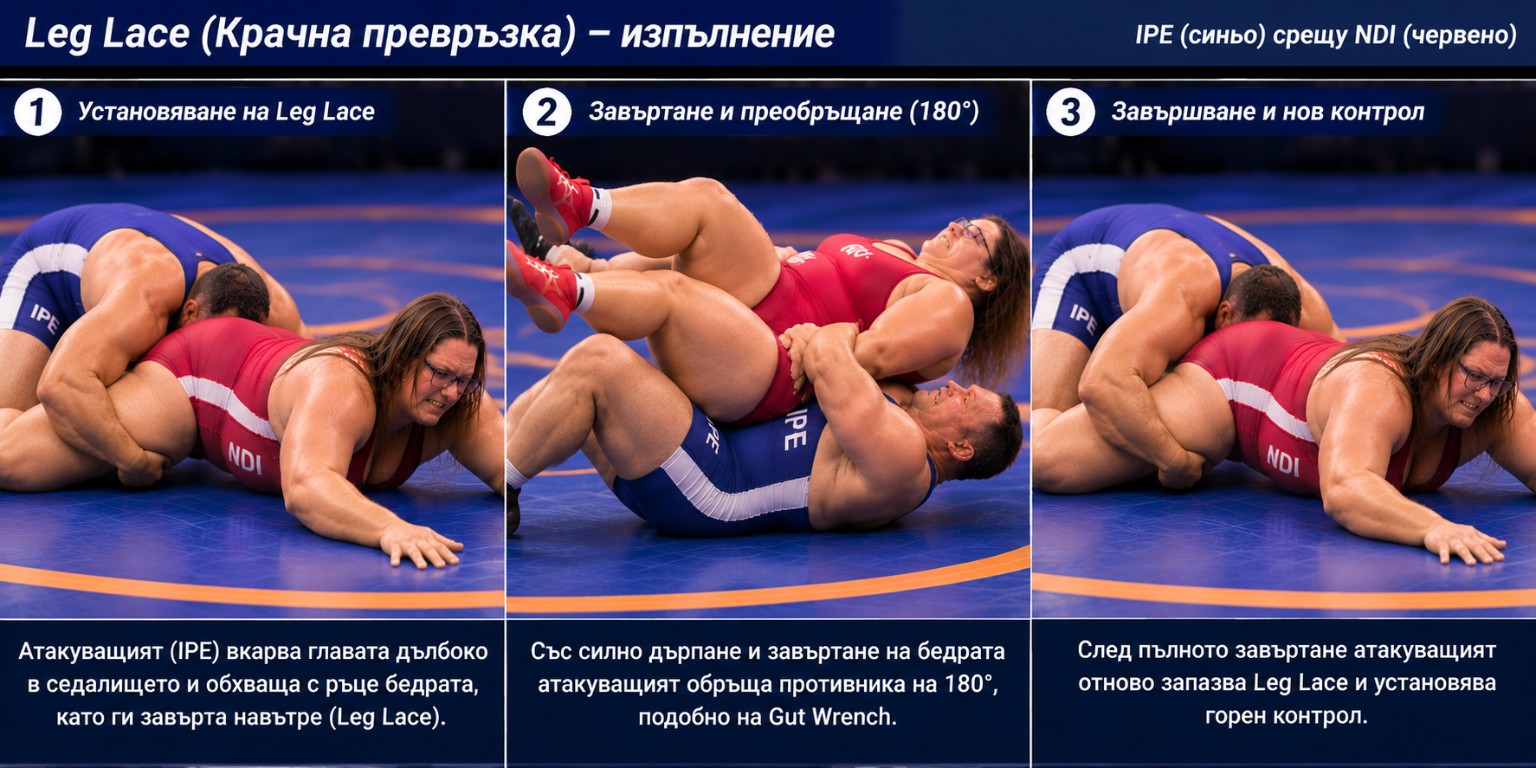 Leg Lace (Крачна превръзка) – изпълнение
IPE (синьо) срещу NDI (червено)
1 Установяване на Leg Lace
2 Завъртане и преобръщане (180°)
3 Завършване и нов контрол
IPE
NDI
IPE
IPE
NDI
Атакуващият (IPE) вкарва главата дълбоко
в седалището и обхваща с ръце бедрата,
като ги завърта навътре (Leg Lace).
Със силно дърпане и завъртане на бедрата
атакуващият обръща противника на 180°,
подобно на Gut Wrench.
След пълното завъртане атакуващият
отново запазва Leg Lace и установява
горен контрол.